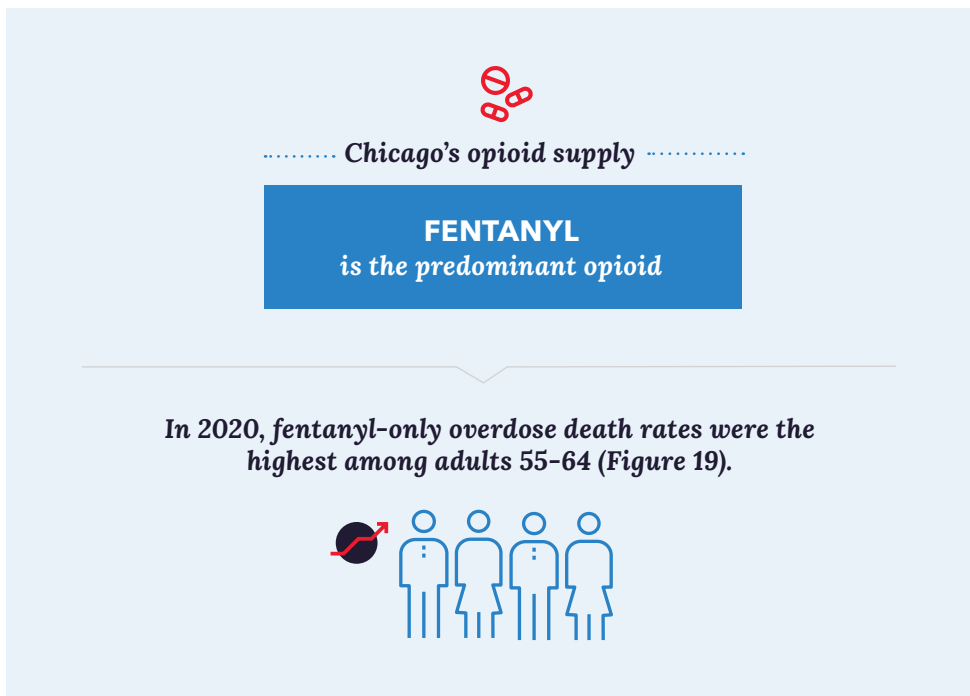 Chicago’s opioid supply
FENTANYL
is the predominant opioid
In 2020, fentanyl-only overdose death rates were the
highest among adults 55-64 (Figure 19).